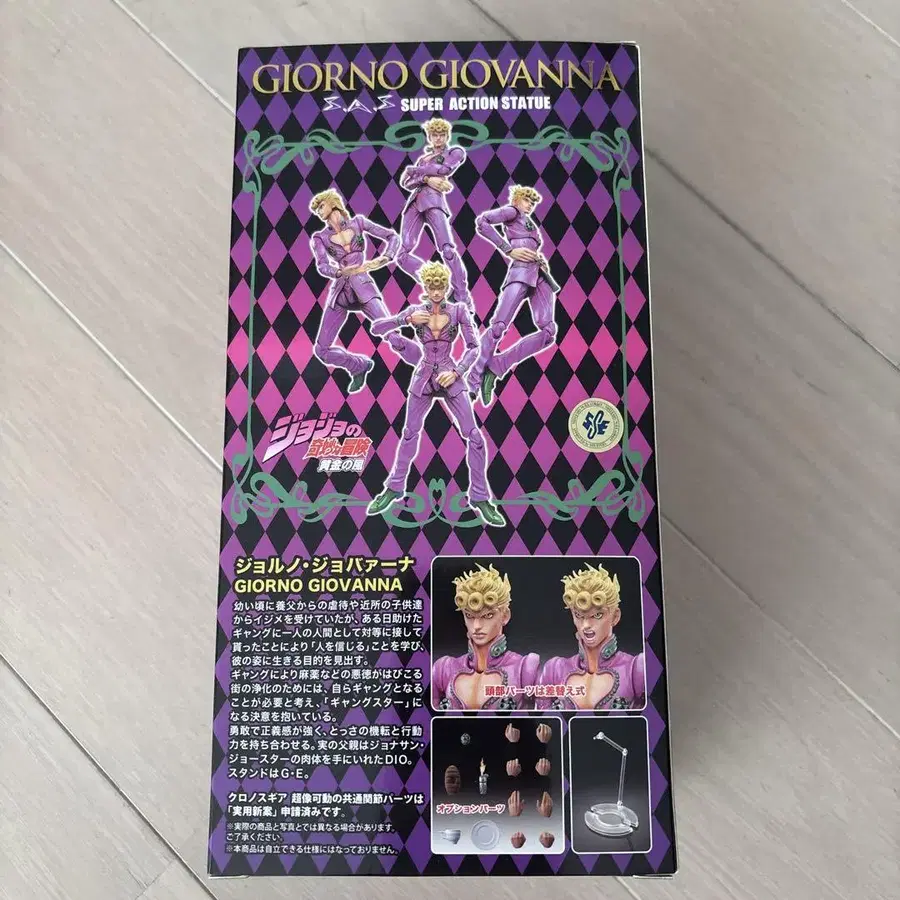 GIORNO GIOVANNA
S.A.S SUPER ACTION STATUE
ジョジョの
奇妙な冒険
黄金の風
ジョルノ・ジョバァーナ
GIORNO GIOVANNA
幼い頃に養父からの虐待や近所の子供達
からイジメを受けていたが、ある日助けた
ギャングに一人の人間として対等に接して
貰ったことにより「人を信じる」ことを学び、
彼の姿に生きる目的を見出す。
ギャングにより麻薬などの悪徳がはびこる
街の浄化のためには、自らギャングとなる
ことが必要と考え、「ギャングスター」に
なる決意を抱いている。
勇敢で正義感が強く、とっさの機転と行動
力を持ち合わせる。実の父親はジョナサン・
ジョースターの肉体を手にいれたDIO。
スタンドはG・E。
クロノスギア 超像可動の共通関節パーツは
「実用新案」申請済みです。
※実際の商品と写真とでは異なる場合があります。
ご了承ください。
※本商品は自立できる仕様にはなっておりません。
頭部パーツは差替え式
オプションパーツ